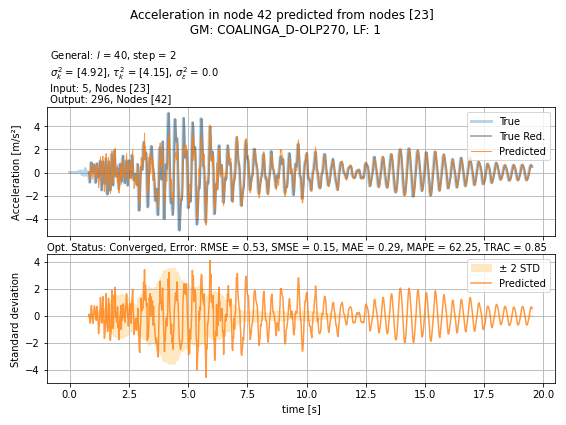 Acceleration in node 42 predicted from nodes [23]
GM: COALINGA_D-OLP270, LF: 1
General: l = 40, step = 2
σ²ₖ = [4.92], τ²ₖ = [4.15], σ²ε = 0.0
Input: 5, Nodes [23]
Output: 296, Nodes [42]
Acceleration [m/s²]
4
2
0
−2
−4
True
True Red.
Predicted
Opt. Status: Converged, Error: RMSE = 0.53, SMSE = 0.15, MAE = 0.29, MAPE = 62.25, TRAC = 0.85
Standard deviation
4
2
0
−2
−4
± 2 STD
Predicted
0.0 2.5 5.0 7.5 10.0 12.5 15.0 17.5 20.0
time [s]